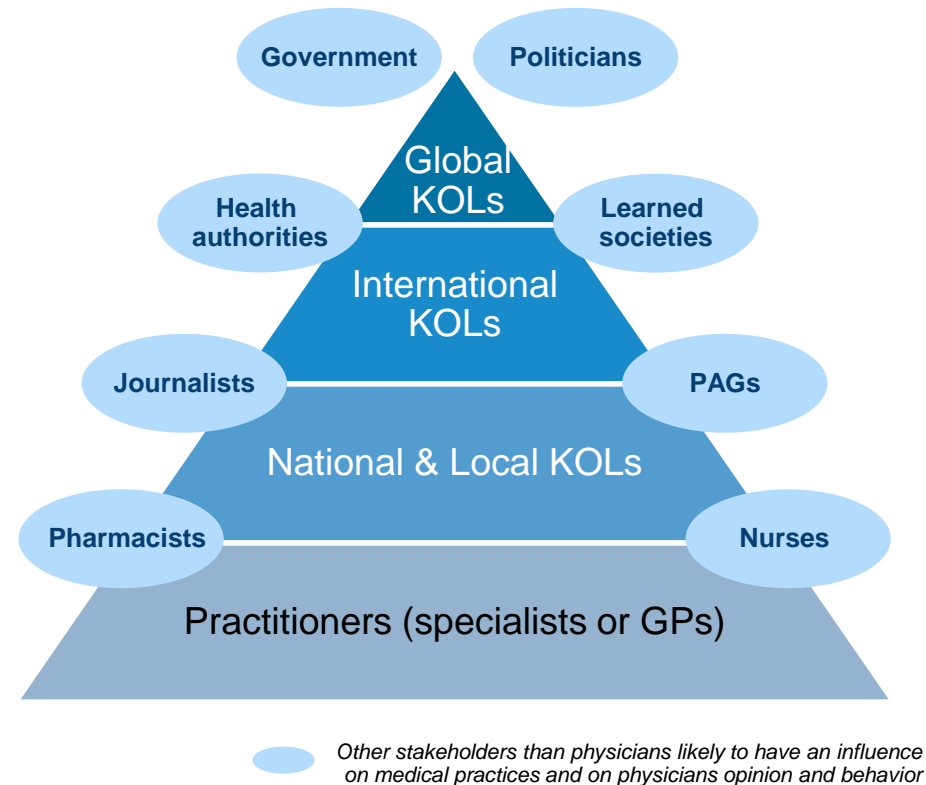 Government
Politicians
Global
KOLs
Health
authorities
Learned
societies
International
KOLs
Journalists
PAGs
National & Local KOLs
Pharmacists
Nurses
Practitioners (specialists or GPs)
Other stakeholders than physicians likely to have an influence
on medical practices and on physicians opinion and behavior